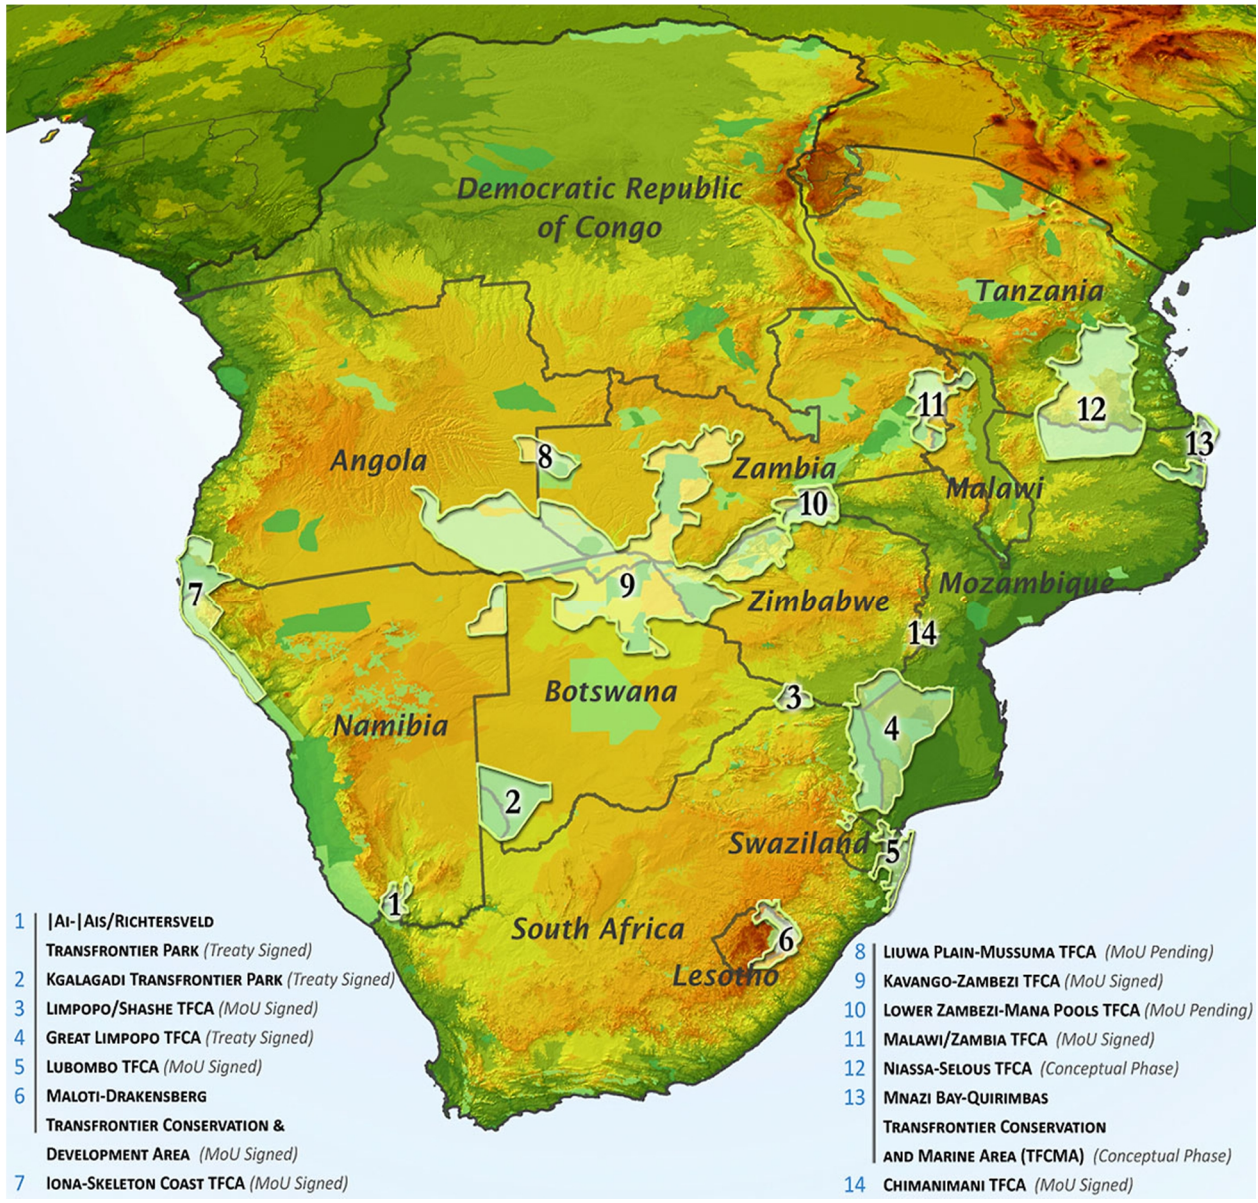 Democratic Republic
of Congo
Tanzania
11
12
13
Angola
8
Zambia
Malawi
10
7
9
Zimbabwe
Mozambique
14
Botswana
3
Namibia
4
2
Swaziland
5
1
South Africa
6
Lesotho
1 |AI-|AIS/RICHTERSVELD
TRANSFRONTIER PARK (Treaty Signed)
2 KGALAGADI TRANSFRONTIER PARK (Treaty Signed)
3 LIMPOPO/SHASHE TFCA (MoU Signed)
4 GREAT LIMPOPO TFCA (Treaty Signed)
5 LUBOMBO TFCA (MoU Signed)
6 MALOTI-DRAKENSBERG
TRANSFRONTIER CONSERVATION &
DEVELOPMENT AREA (MoU Signed)
7 IONA-SKELETON COAST TFCA (MoU Signed)
8 LIUWA PLAIN-MUSSUMA TFCA (MoU Pending)
9 KAVANGO-ZAMBEZI TFCA (MoU Signed)
10 LOWER ZAMBEZI-MANA POOLS TFCA (MoU Pending)
11 MALAWI/ZAMBIA TFCA (MoU Signed)
12 NIASSA-SELOUS TFCA (Conceptual Phase)
13 MNAZI BAY-QUIRIMBAS
TRANSFRONTIER CONSERVATION
AND MARINE AREA (TFCMA) (Conceptual Phase)
14 CHIMANIMANI TFCA (MoU Signed)